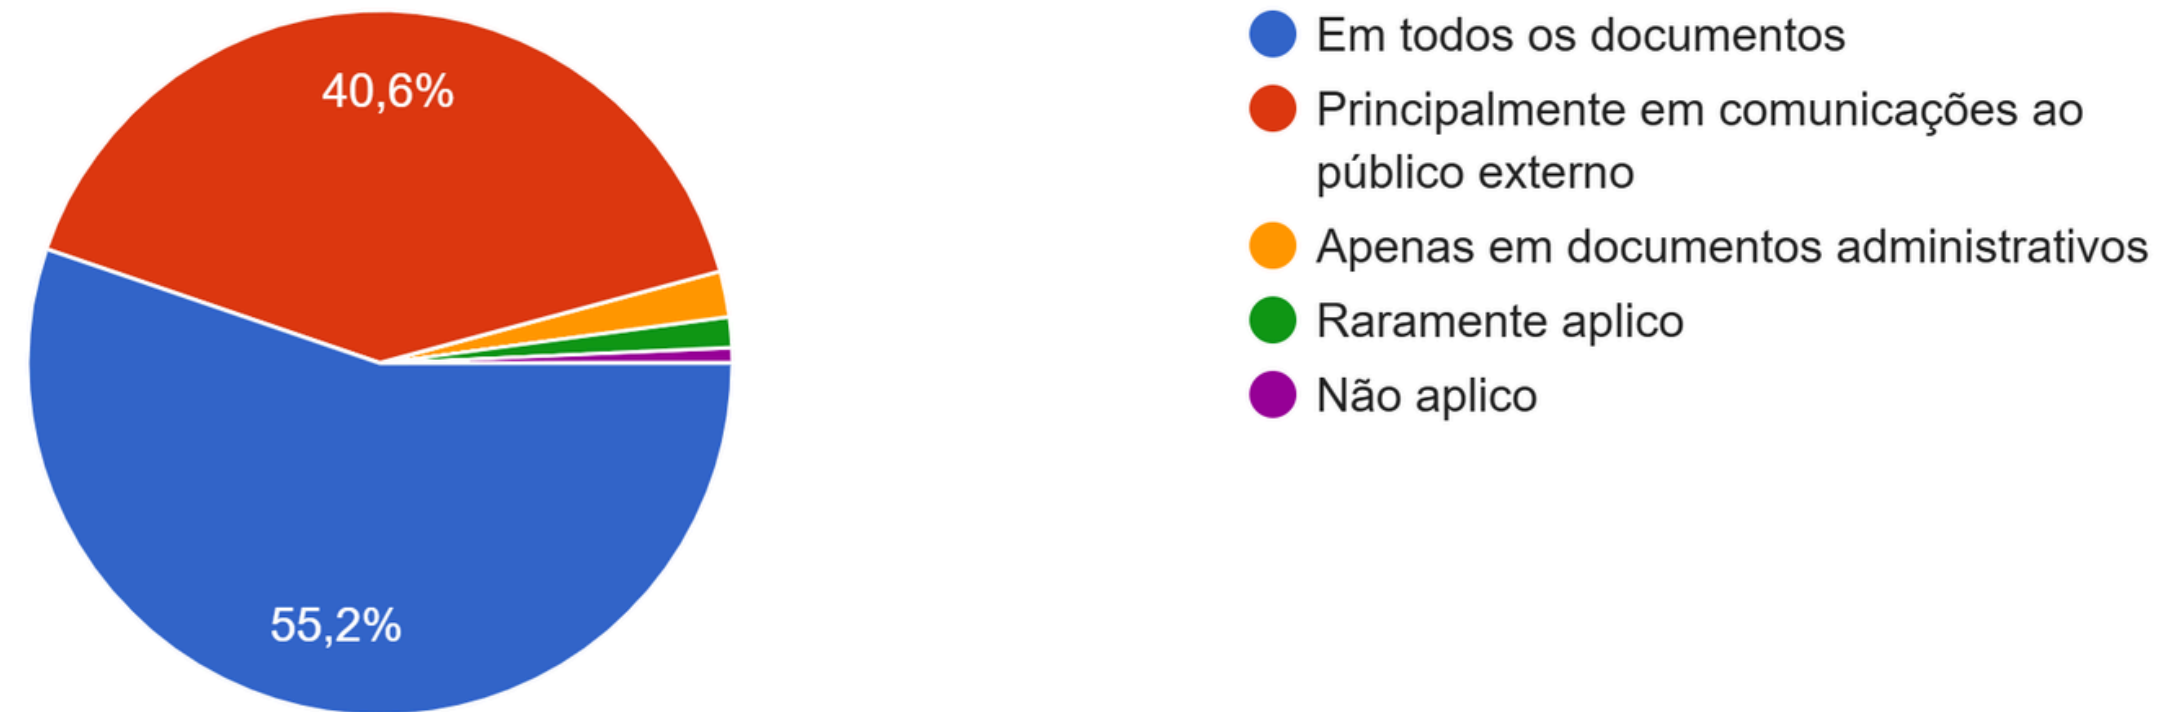 40,6%
55,2%
Em todos os documentos
Principalmente em comunicações ao
público externo
Apenas em documentos administrativos
Raramente aplico
Não aplico